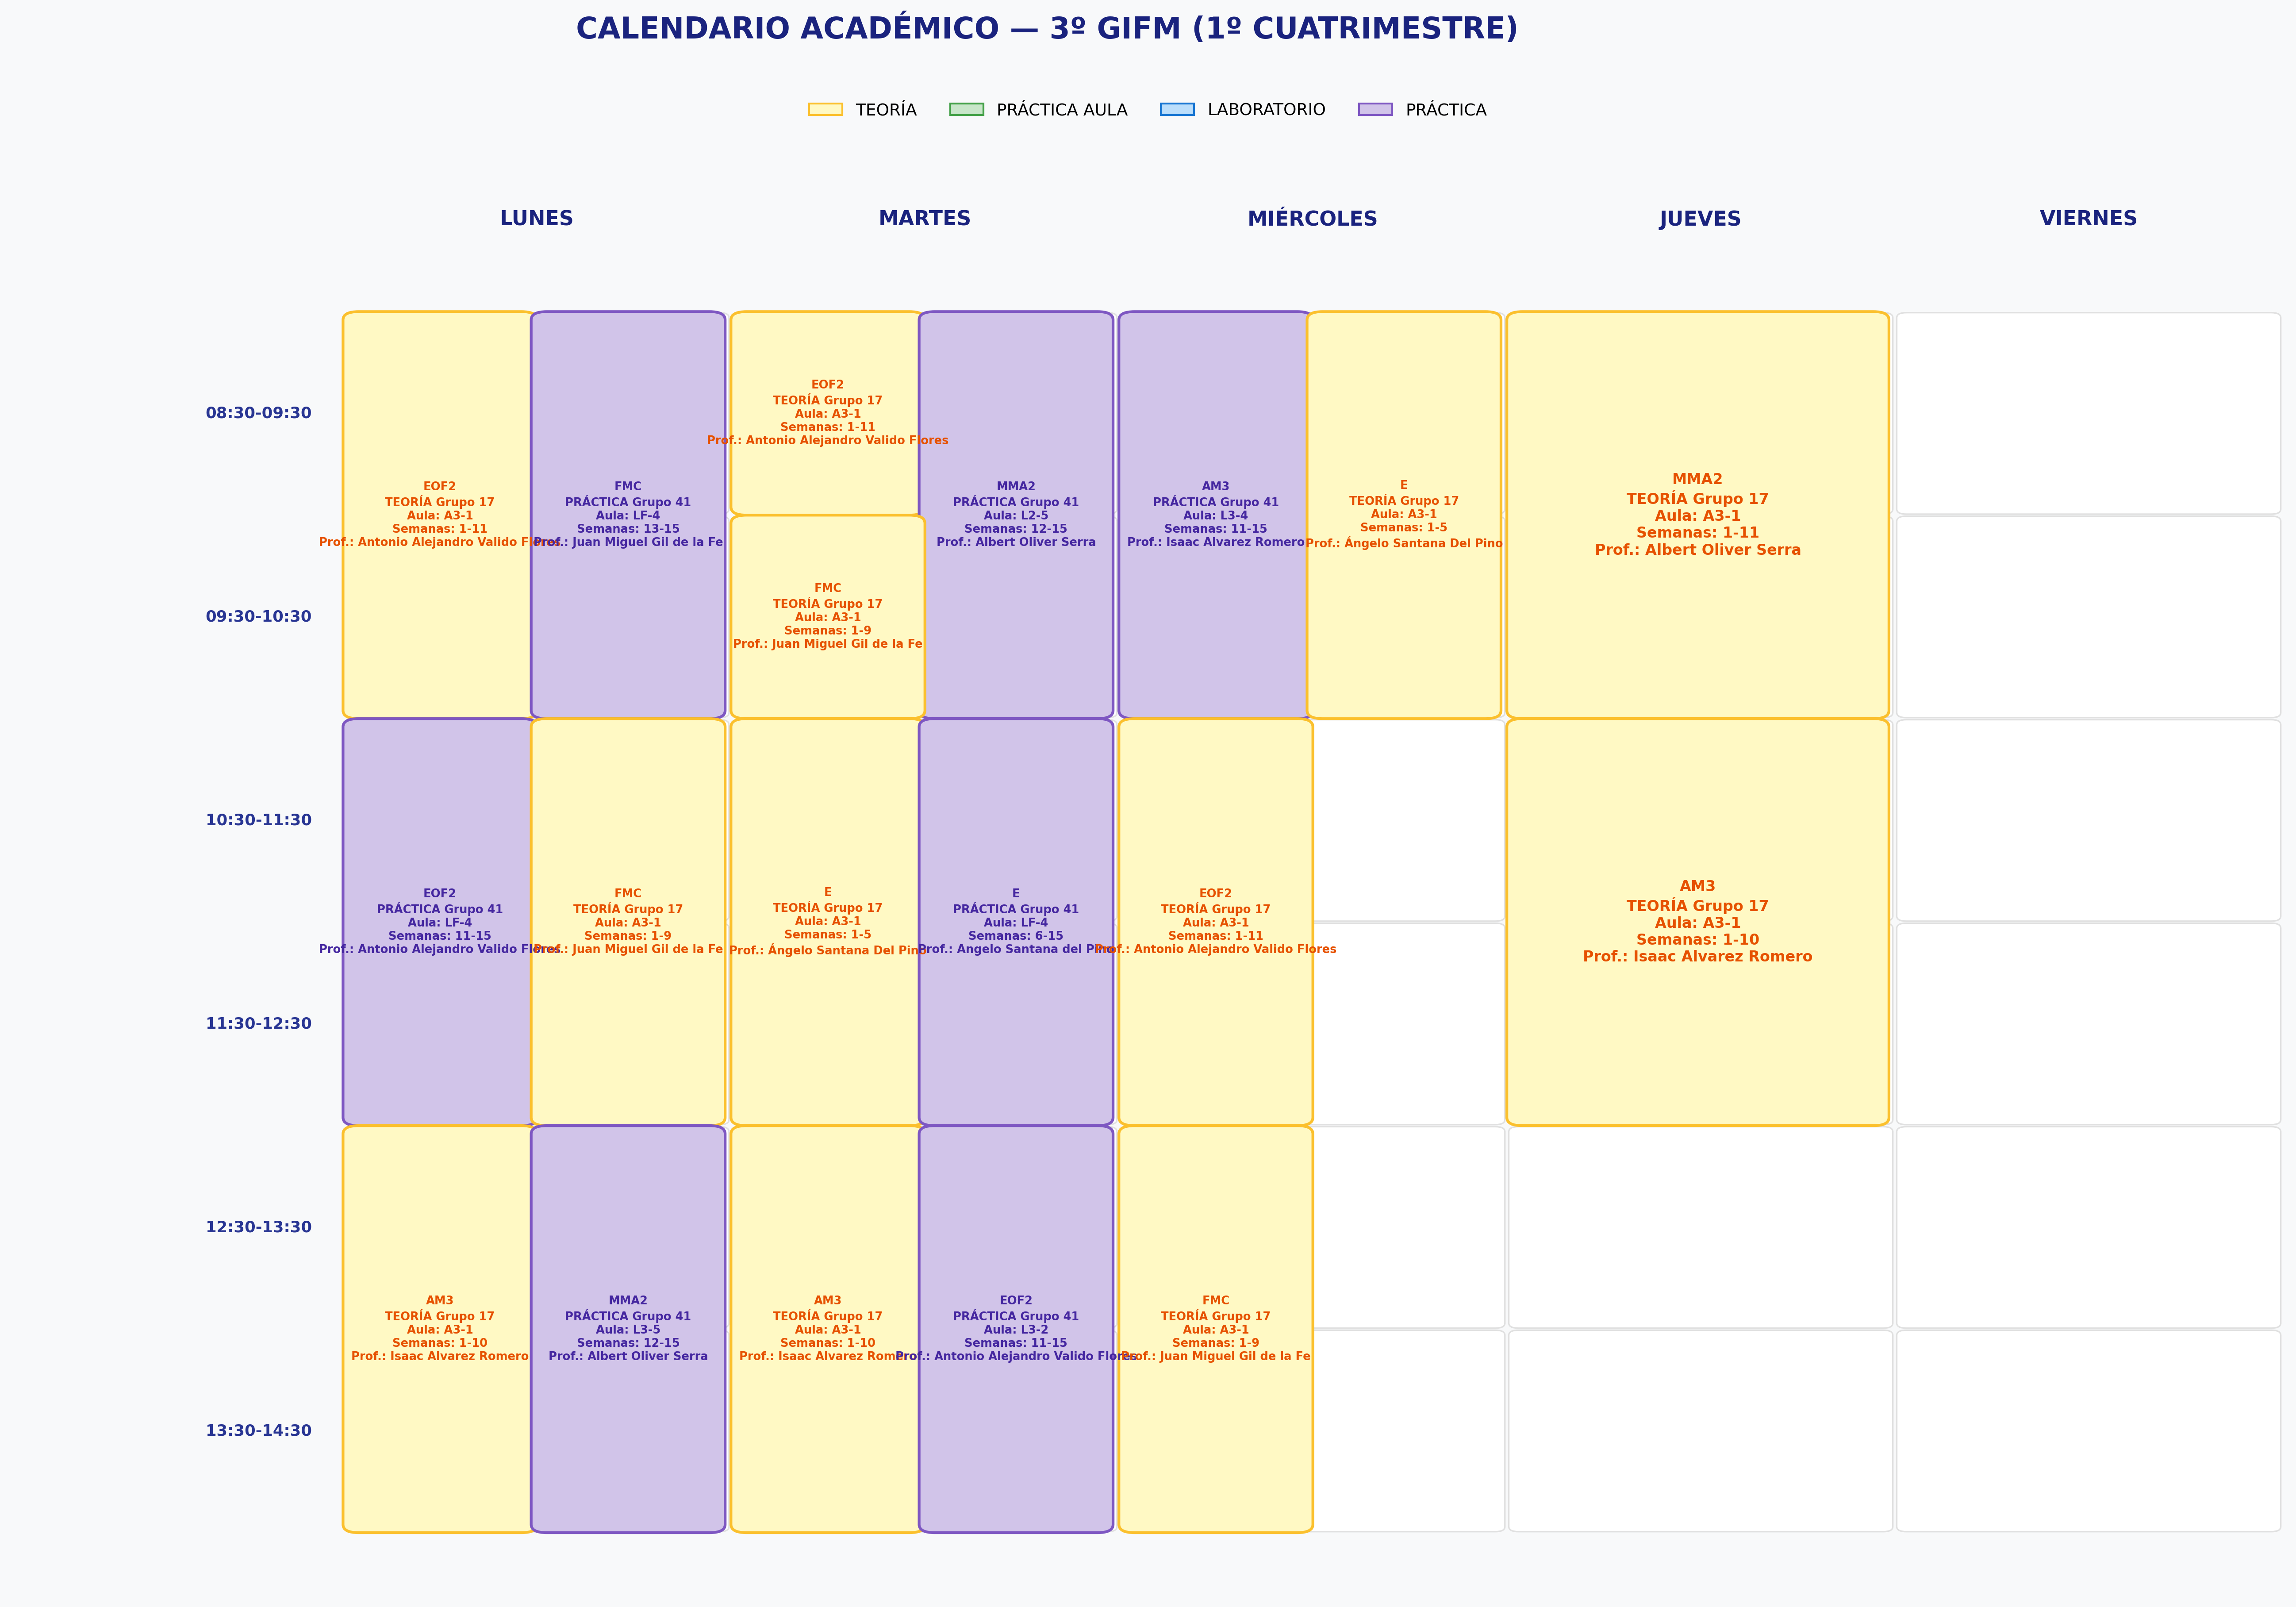 CALENDARIO ACADÉMICO — 3º GIFM (1º CUATRIMESTRE)
TEORÍA
PRÁCTICA AULA
LABORATORIO
PRÁCTICA
LUNES
MARTES
MIÉRCOLES
JUEVES
VIERNES
08:30-09:30
09:30-10:30
EOF2
TEORÍA Grupo 17
Aula: A3-1
Semanas: 1-11
Prof.: Antonio Alejandro Valido Flores
FMC
PRÁCTICA Grupo 41
Aula: LF-4
Semanas: 13-15
Prof.: Juan Miguel Gil de la Fe
EOF2
TEORÍA Grupo 17
Aula: A3-1
Semanas: 1-11
Prof.: Antonio Alejandro Valido Flores
FMC
TEORÍA Grupo 17
Aula: A3-1
Semanas: 1-9
Prof.: Juan Miguel Gil de la Fe
MMA2
PRÁCTICA Grupo 41
Aula: L2-5
Semanas: 12-15
Prof.: Albert Oliver Serra
AM3
PRÁCTICA Grupo 41
Aula: L3-4
Semanas: 11-15
Prof.: Isaac Alvarez Romero
E
TEORÍA Grupo 17
Aula: A3-1
Semanas: 1-5
Prof.: Ángelo Santana Del Pino
MMA2
TEORÍA Grupo 17
Aula: A3-1
Semanas: 1-11
Prof.: Albert Oliver Serra
10:30-11:30
11:30-12:30
EOF2
PRÁCTICA Grupo 41
Aula: LF-4
Semanas: 11-15
Prof.: Antonio Alejandro Valido Flores
FMC
TEORÍA Grupo 17
Aula: A3-1
Semanas: 1-9
Prof.: Juan Miguel Gil de la Fe
E
TEORÍA Grupo 17
Aula: A3-1
Semanas: 1-5
Prof.: Ángelo Santana Del Pino
E
PRÁCTICA Grupo 41
Aula: LF-4
Semanas: 6-15
Prof.: Angelo Santana del Pino
EOF2
TEORÍA Grupo 17
Aula: A3-1
Semanas: 1-11
Prof.: Antonio Alejandro Valido Flores
AM3
TEORÍA Grupo 17
Aula: A3-1
Semanas: 1-10
Prof.: Isaac Alvarez Romero
12:30-13:30
13:30-14:30
AM3
TEORÍA Grupo 17
Aula: A3-1
Semanas: 1-10
Prof.: Isaac Alvarez Romero
MMA2
PRÁCTICA Grupo 41
Aula: L3-5
Semanas: 12-15
Prof.: Albert Oliver Serra
AM3
TEORÍA Grupo 17
Aula: A3-1
Semanas: 1-10
Prof.: Isaac Alvarez Romero
EOF2
PRÁCTICA Grupo 41
Aula: L3-2
Semanas: 11-15
Prof.: Antonio Alejandro Valido Flores
FMC
TEORÍA Grupo 17
Aula: A3-1
Semanas: 1-9
Prof.: Juan Miguel Gil de la Fe